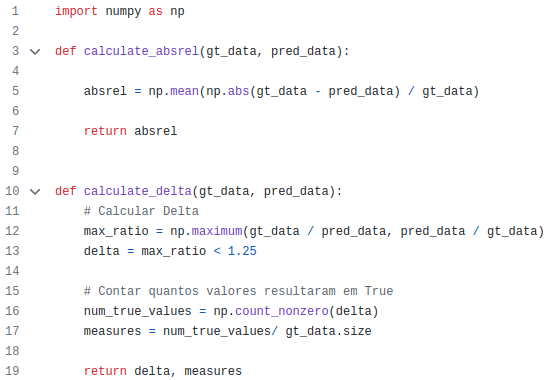 1 import numpy as np
2
3 def calculate_absrel(gt_data, pred_data):
4
5 absrel = np.mean(np.abs(gt_data - pred_data) / gt_data)
6
7 return absrel
8
9
10 def calculate_delta(gt_data, pred_data):
11 # Calcular Delta
12 max_ratio = np.maximum(gt_data / pred_data, pred_data / gt_data)
13 delta = max_ratio < 1.25
14
15 # Contar quantos valores resultaram em True
16 num_true_values = np.count_nonzero(delta)
17 measures = num_true_values/ gt_data.size
18
19 return delta, measures